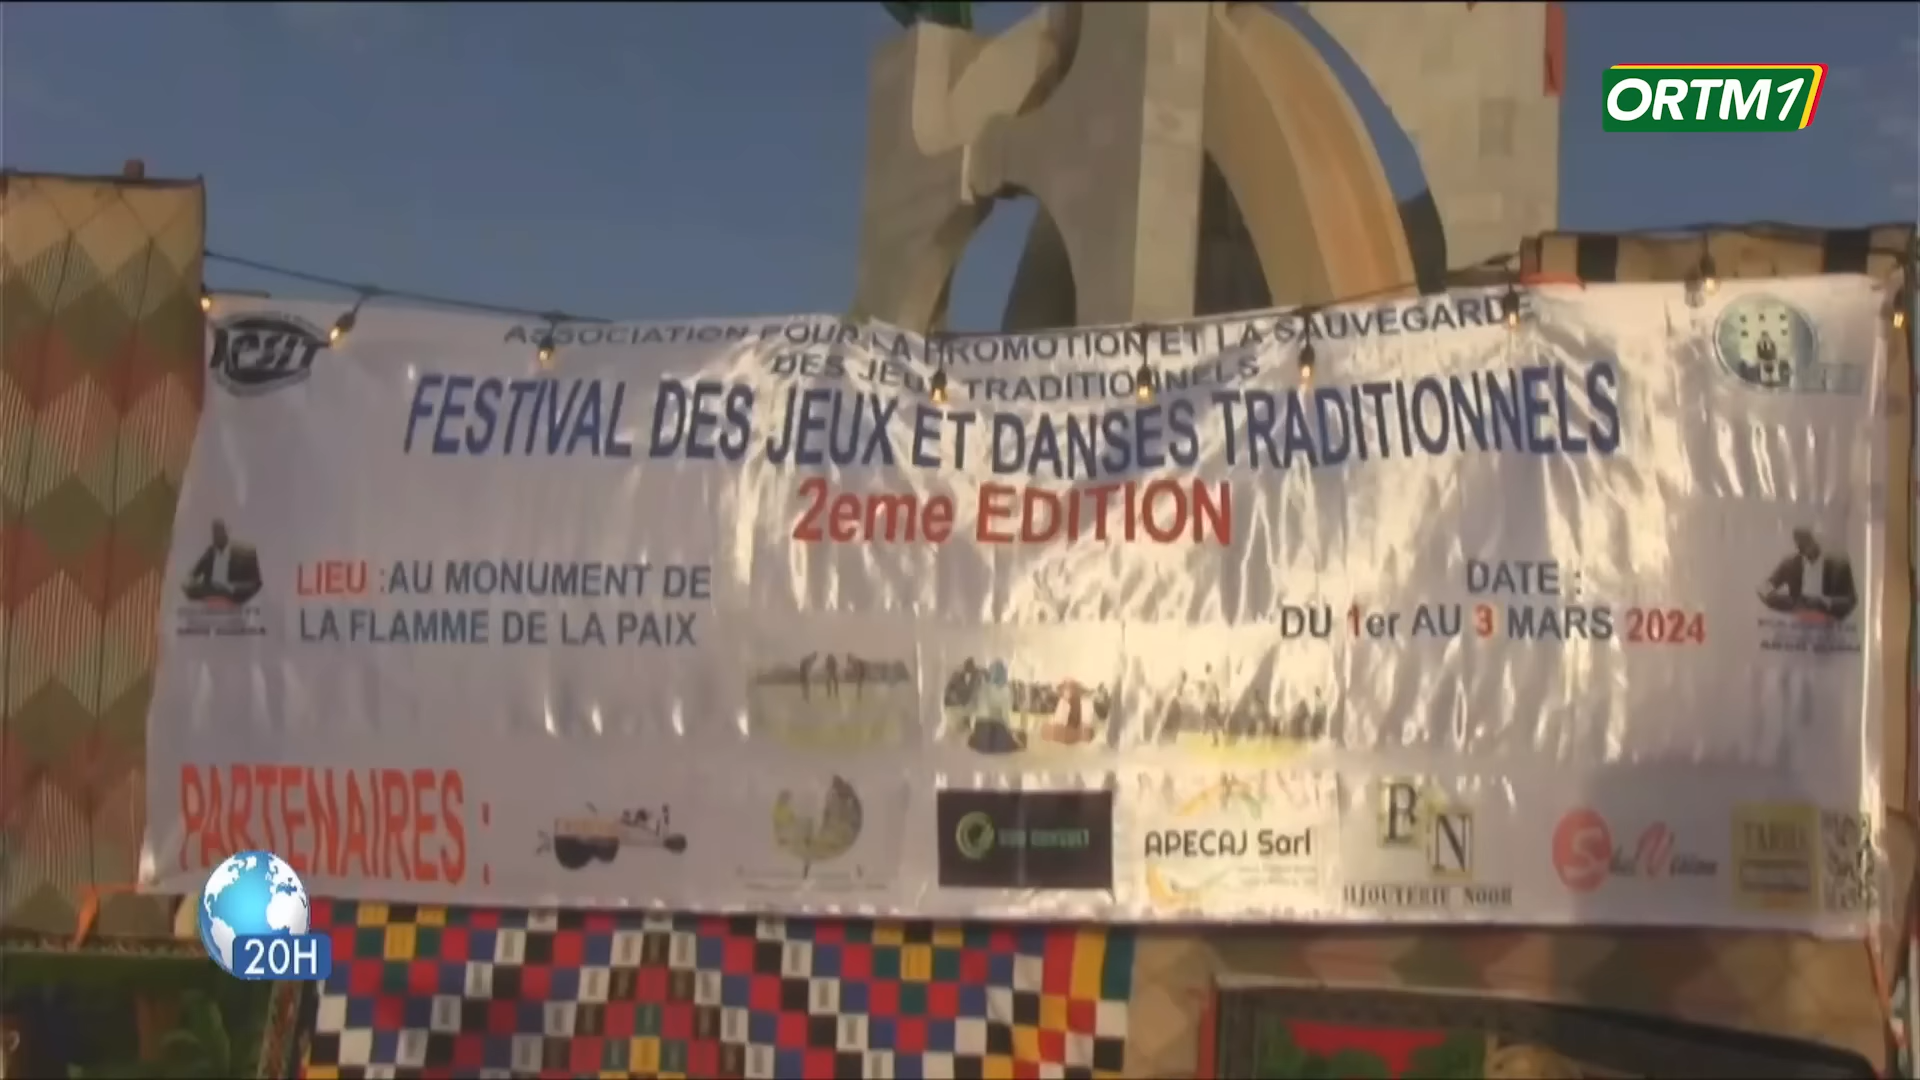 ORTM1
ASSOCIATION POUR LA PROMOTION ET LA SAUVEGARDE
DES JEUX TRADITIONNELS
FESTIVAL DES JEUX ET DANSES TRADITIONNELS
2eme EDITION
LIEU :AU MONUMENT DE
LA FLAMME DE LA PAIX
DATE :
DU 1er AU 3 MARS 2024
PARTENAIRES :
APECAJ Sarl
BN
BIJOUTERIE NOOR
20H